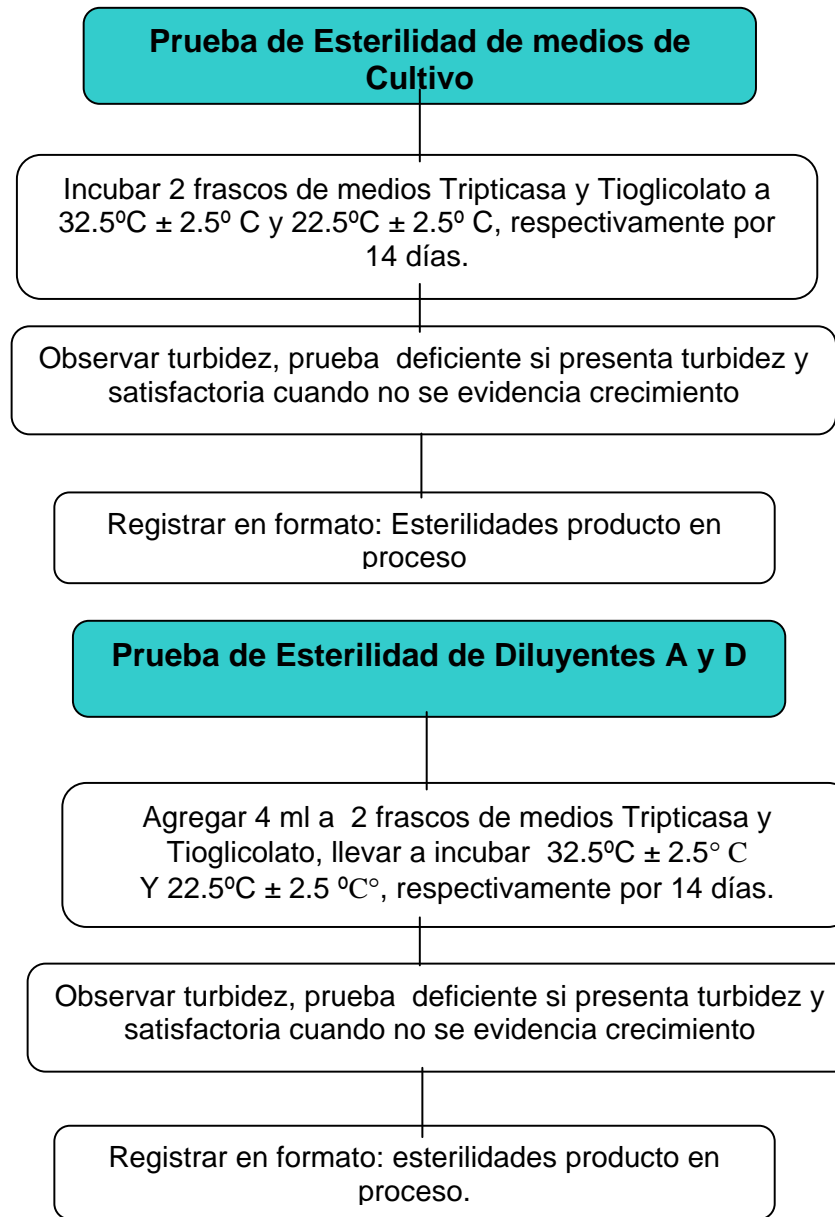 Prueba de Esterilidad de medios de
Cultivo
Incubar 2 frascos de medios Tripticasa y Tioglicolato a
32.5ºC ± 2.5º C y 22.5ºC ± 2.5º C, respectivamente por
14 días.
Observar turbidez, prueba  deficiente si presenta turbidez y
satisfactoria cuando no se evidencia crecimiento
Registrar en formato: Esterilidades producto en
proceso
Prueba de Esterilidad de Diluyentes A y D
Agregar 4 ml a  2 frascos de medios Tripticasa y
Tioglicolato, llevar a incubar  32.5ºC ± 2.5° C
Y 22.5ºC ± 2.5 ºC°, respectivamente por 14 días.
Observar turbidez, prueba  deficiente si presenta turbidez y
satisfactoria cuando no se evidencia crecimiento
Registrar en formato: esterilidades producto en
proceso.